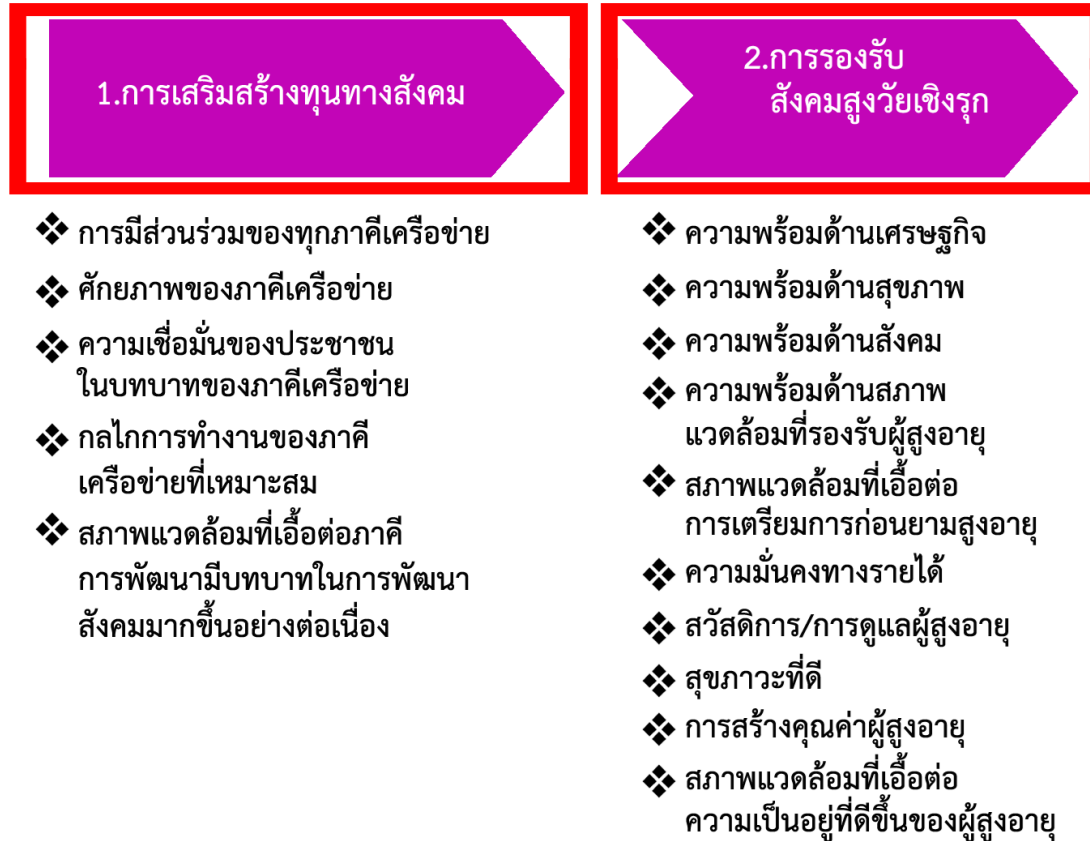 1.การเสริมสร้างทุนทางสังคม
❖ การมีส่วนร่วมของทุกภาคีเครือข่าย
❖ ศักยภาพของภาคีเครือข่าย
❖ ความเชื่อมั่นของประชาชน
ในบทบาทของภาคีเครือข่าย
❖ กลไกการทำงานของภาคี
เครือข่ายที่เหมาะสม
❖ สภาพแวดล้อมที่เอื้อต่อภาคี
การพัฒนามีบทบาทในการพัฒนา
สังคมมากขึ้นอย่างต่อเนื่อง
2.การรองรับ
สังคมสูงวัยเชิงรุก
❖ ความพร้อมด้านเศรษฐกิจ
❖ ความพร้อมด้านสุขภาพ
❖ ความพร้อมด้านสังคม
❖ ความพร้อมด้านสภาพ
แวดล้อมที่รองรับผู้สูงอายุ
❖ สภาพแวดล้อมที่เอื้อต่อ
การเตรียมการก่อนยามสูงอายุ
❖ ความมั่นคงทางรายได้
❖ สวัสดิการ/การดูแลผู้สูงอายุ
❖ สุขภาวะที่ดี
❖ การสร้างคุณค่าผู้สูงอายุ
❖ สภาพแวดล้อมที่เอื้อต่อ
ความเป็นอยู่ที่ดีขึ้นของผู้สูงอายุ